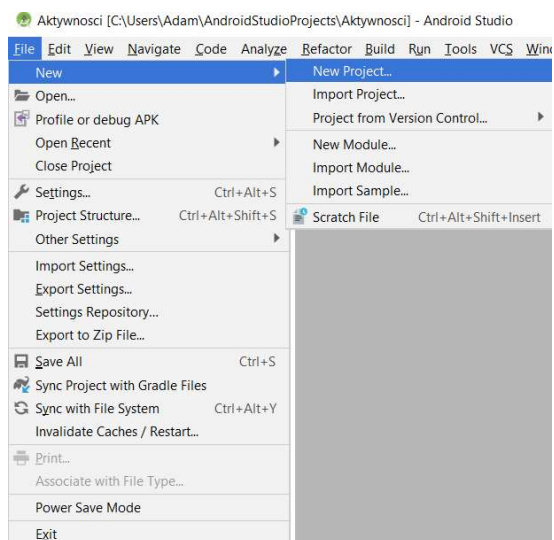 Aktywnosci [C:\Users\Adam\AndroidStudioProjects\Aktywnosci] - Android Studio
File Edit View Navigate Code Analyze Refactor Build Run Tools VCS Wind
New
Open...
Profile or debug APK
Open Recent
Close Project
Settings... Ctrl+Alt+S
Project Structure... Ctrl+Alt+Shift+S
Other Settings
Import Settings...
Export Settings...
Settings Repository...
Export to Zip File...
Save All Ctrl+S
Sync Project with Gradle Files
Sync with File System Ctrl+Alt+Y
Invalidate Caches / Restart...
Print...
Associate with File Type...
Power Save Mode
Exit
New Project...
Import Project...
Project from Version Control...
New Module...
Import Module...
Import Sample...
Scratch File Ctrl+Alt+Shift+Insert